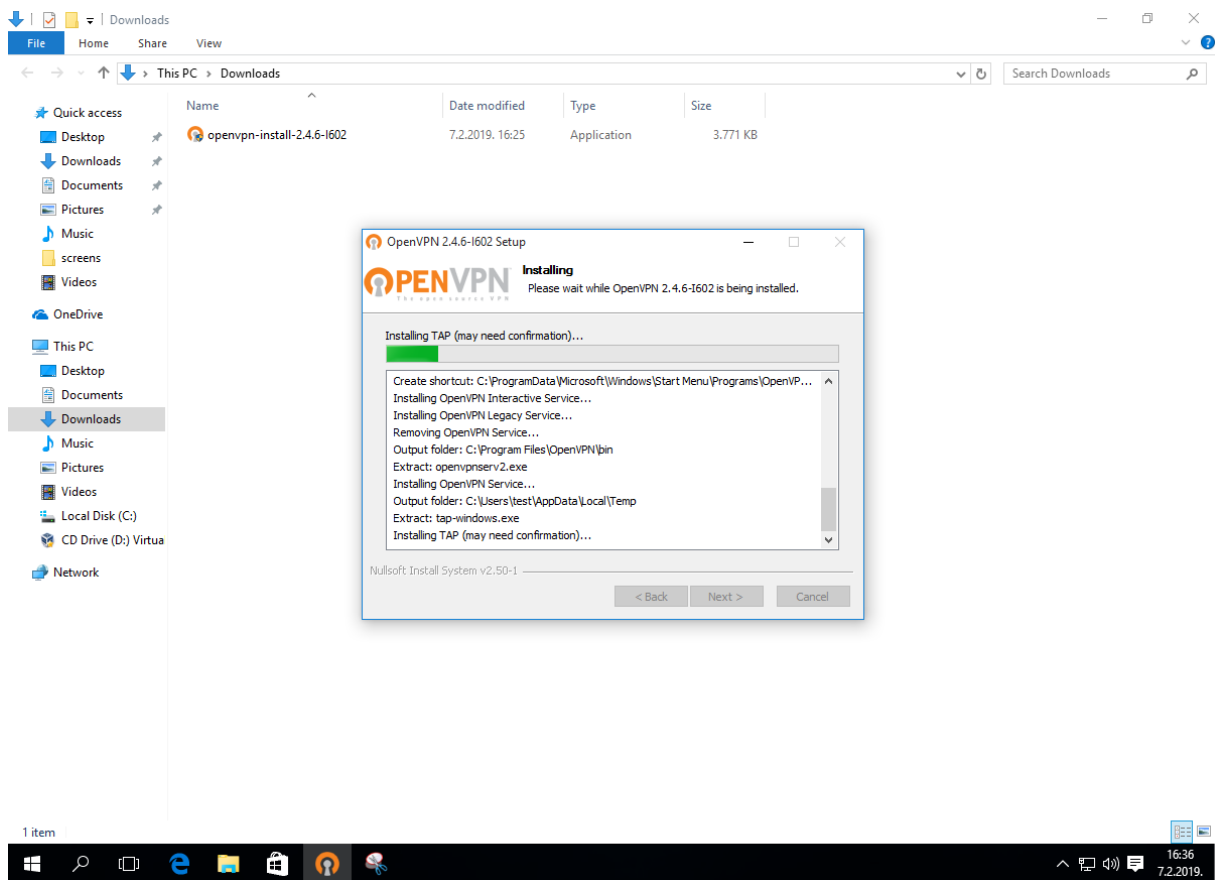 Downloads
File Home Share View
This PC › Downloads
Search Downloads
Name Date modified Type Size
openvpn-install-2.4.6-I602 7.2.2019. 16:25 Application 3.771 KB
Quick access
Desktop
Downloads
Documents
Pictures
Music
screens
Videos
OneDrive
This PC
Desktop
Documents
Downloads
Music
Pictures
Videos
Local Disk (C:)
CD Drive (D:) Virtua
Network
OpenVPN 2.4.6-I602 Setup
OPENVPN
The open source VPN
Installing
Please wait while OpenVPN 2.4.6-I602 is being installed.
Installing TAP (may need confirmation)...
Create shortcut: C:\ProgramData\Microsoft\Windows\Start Menu\Programs\OpenVP...
Installing OpenVPN Interactive Service...
Installing OpenVPN Legacy Service...
Removing OpenVPN Service...
Output folder: C:\Program Files\OpenVPN\bin
Extract: openvpnserv2.exe
Installing OpenVPN Service...
Output folder: C:\Users\test\AppData\Local\Temp
Extract: tap-windows.exe
Installing TAP (may need confirmation)...
Nullsoft Install System v2.50-1
< Back Next > Cancel
1 item
16:36
7.2.2019.